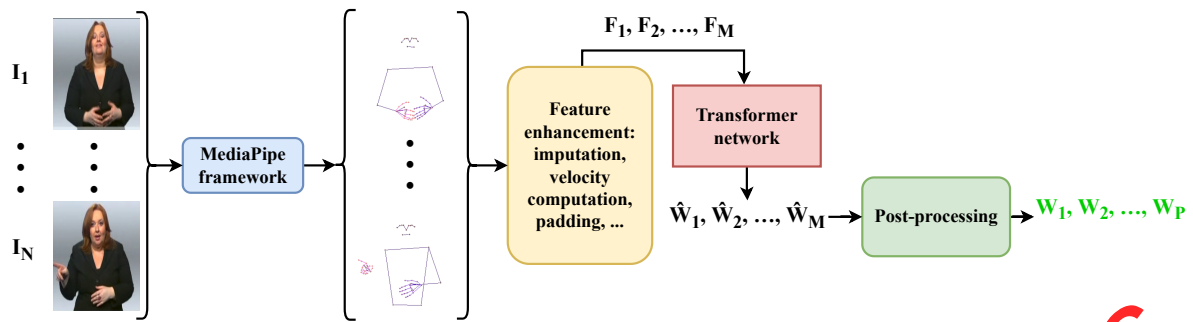 I1
IN
MediaPipe
framework
Feature
enhancement:
imputation,
velocity
computation,
padding, ...
F1, F2, ..., FM
Transformer
network
Ŵ1, Ŵ2, ..., ŴM
Post-processing
W1, W2, ..., WP